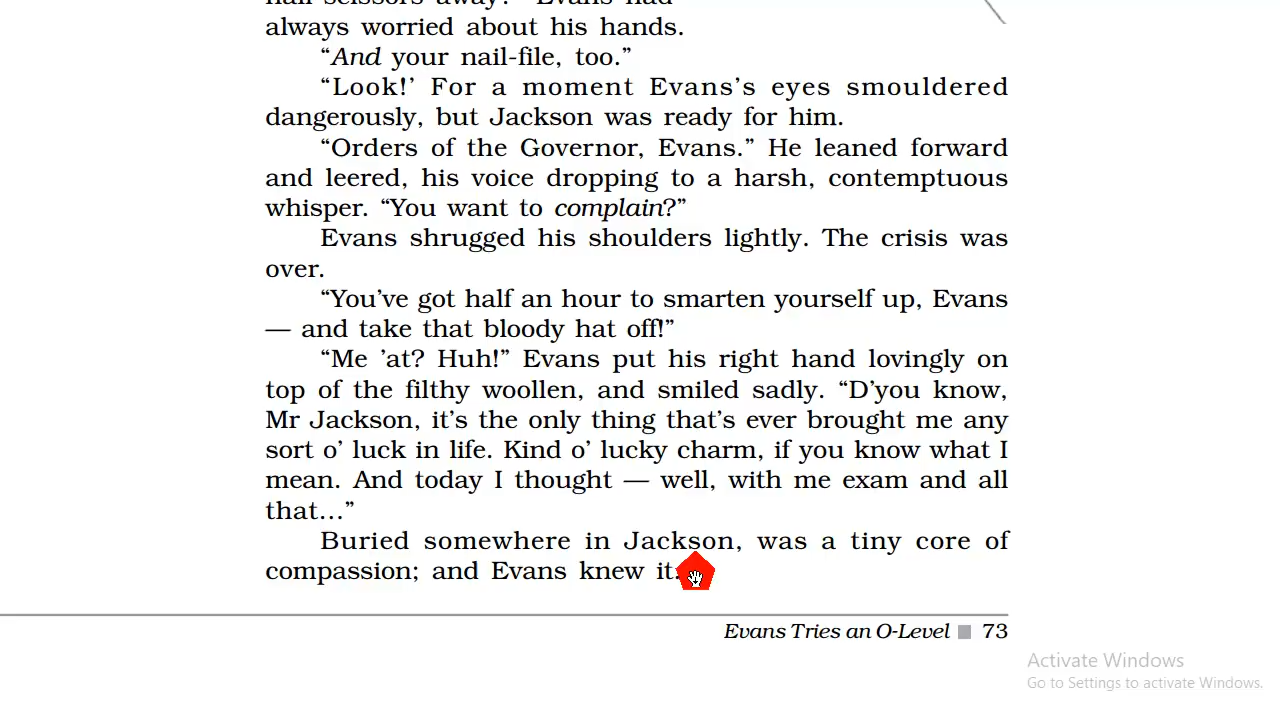 always worried about his hands.
“And your nail-file, too.”
“Look!’ For a moment Evans’s eyes smouldered
dangerously, but Jackson was ready for him.
“Orders of the Governor, Evans.” He leaned forward
and leered, his voice dropping to a harsh, contemptuous
whisper. “You want to complain?”
Evans shrugged his shoulders lightly. The crisis was
over.
“You’ve got half an hour to smarten yourself up, Evans
— and take that bloody hat off!”
“Me ’at? Huh!” Evans put his right hand lovingly on
top of the filthy woollen, and smiled sadly. “D’you know,
Mr Jackson, it’s the only thing that’s ever brought me any
sort o’ luck in life. Kind o’ lucky charm, if you know what I
mean. And today I thought — well, with me exam and all
that...”
Buried somewhere in Jackson, was a tiny core of
compassion; and Evans knew it.
Evans Tries an O-Level 73
Activate Windows
Go to Settings to activate Windows.